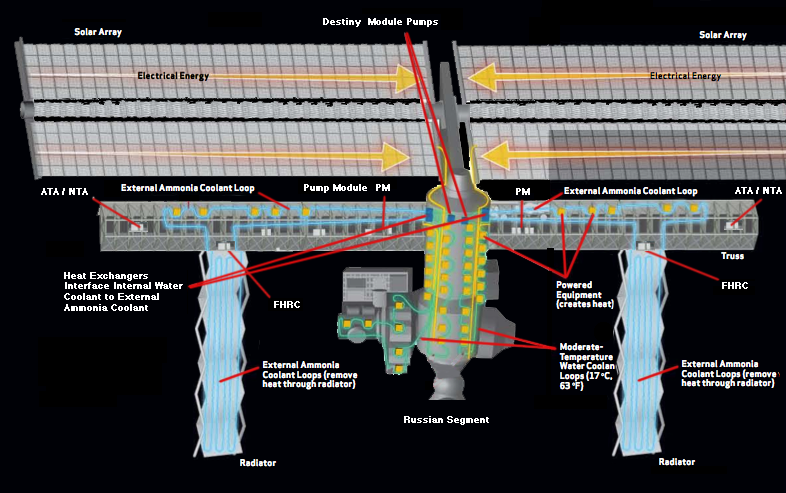 Destiny Module Pumps
Solar Array
Solar Array
Electrical Energy
Electrical Energy
ATA / NTA
External Ammonia Coolant Loop
Pump Module PM
PM
External Ammonia Coolant Loop
ATA / NTA
Truss
Heat Exchangers
Interface Internal Water
Coolant to External
Ammonia Coolant
FHRC
Powered
Equipment
(creates heat)
FHRC
External Ammonia
Coolant Loops (remove
heat through radiator)
Moderate-
Temperature
Water Coolan
Loops (17 °C,
63 °F)
External Ammonia
Coolant Loops (remove
heat through radiator)
Russian Segment
Radiator
Radiator